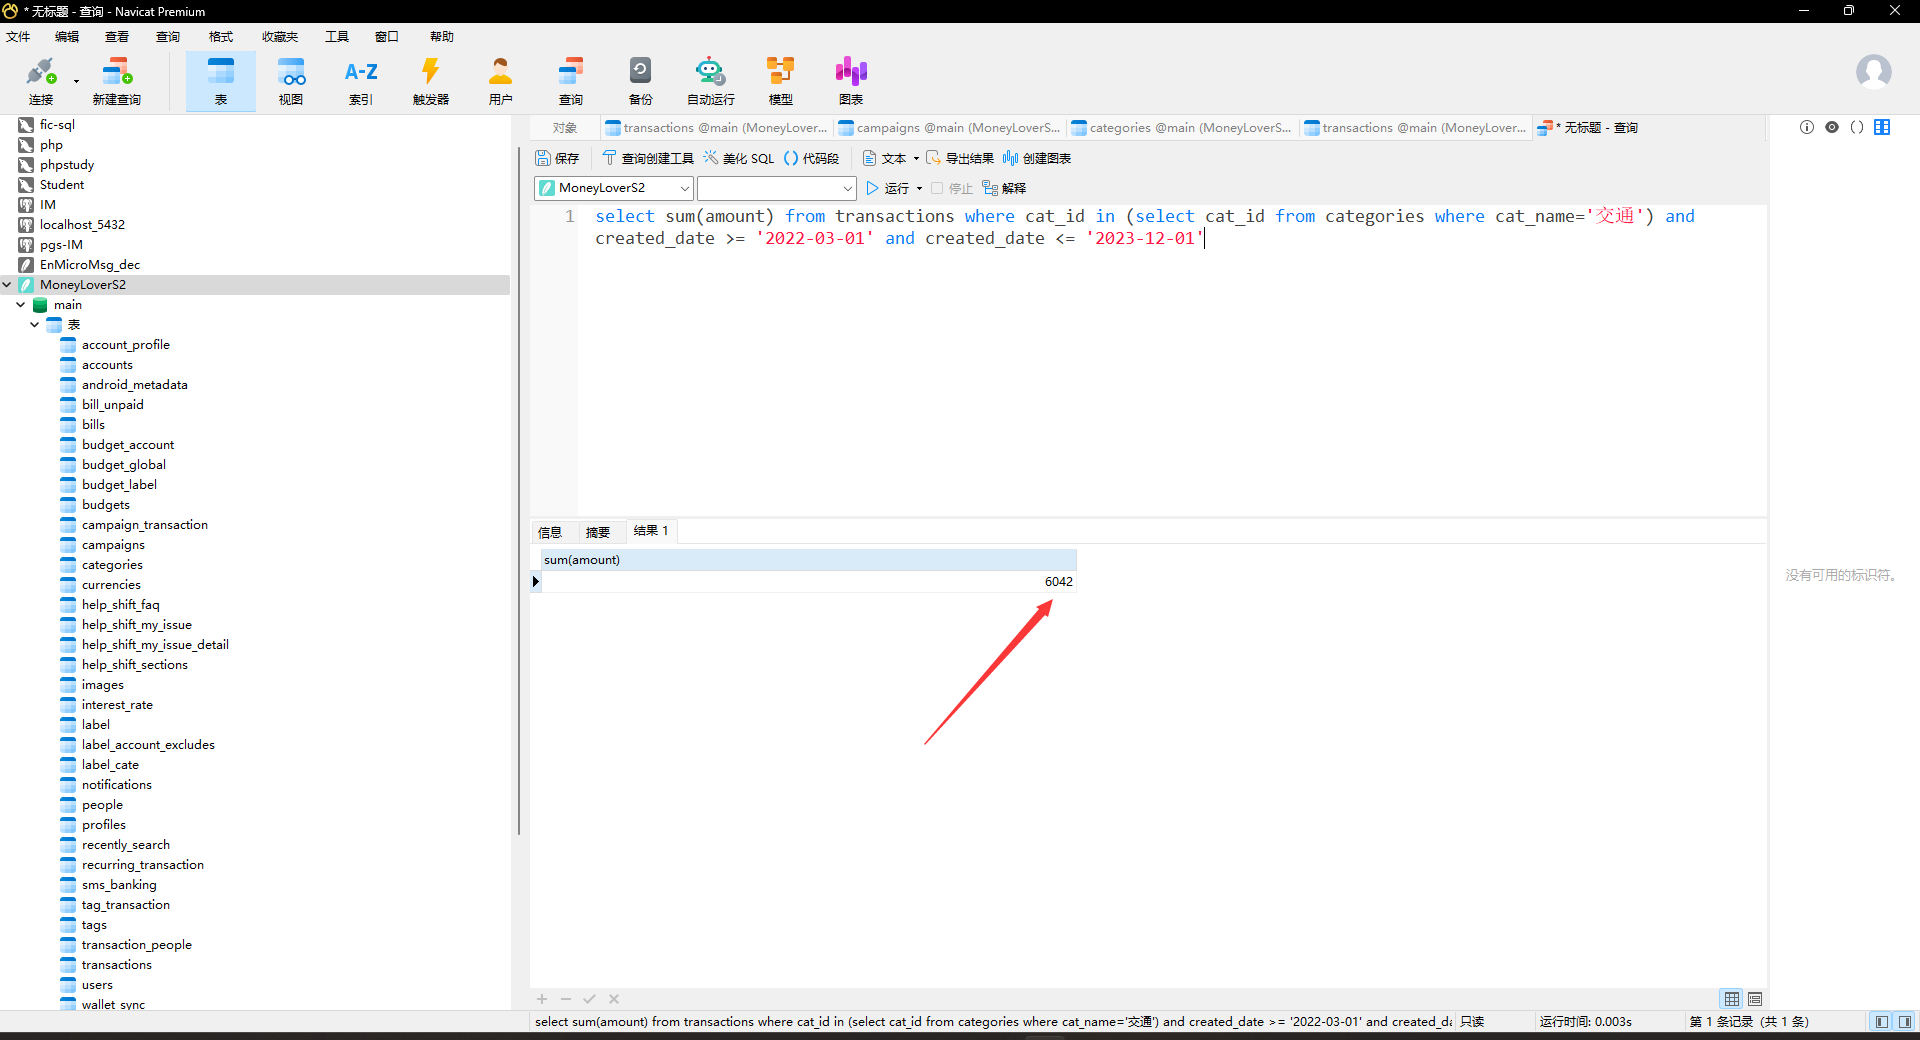 * 无标题 - 查询 - Navicat Premium
文件 编辑 查看 查询 格式 收藏夹 工具 窗口 帮助
连接 新建查询 表 视图 A-Z 索引 触发器 用户 查询 备份 自动运行 模型 图表
fic-sql
php
phpstudy
Student
IM
localhost_5432
pgs-IM
EnMicroMsg_dec
MoneyLoverS2
main
表
account_profile
accounts
android_metadata
bill_unpaid
bills
budget_account
budget_global
budget_label
budgets
campaign_transaction
campaigns
categories
currencies
help_shift_faq
help_shift_my_issue
help_shift_my_issue_detail
help_shift_sections
images
interest_rate
label
label_account_excludes
label_cate
notifications
people
profiles
recently_search
recurring_transaction
sms_banking
tag_transaction
tags
transaction_people
transactions
users
wallet_sync
对象 transactions @main (MoneyLover... campaigns @main (MoneyLoverS... categories @main (MoneyLoverS... transactions @main (MoneyLover... * 无标题 - 查询
保存 查询创建工具 美化 SQL () 代码段 文本 导出结果 创建图表
MoneyLoverS2 运行 停止 解释
1 select sum(amount) from transactions where cat_id in (select cat_id from categories where cat_name='交通') and
created_date >= '2022-03-01' and created_date <= '2023-12-01'
信息 摘要 结果 1
sum(amount)
6042
没有可用的标识符。
select sum(amount) from transactions where cat_id in (select cat_id from categories where cat_name='交通') and created_date >= '2022-03-01' and created_da 只读 运行时间: 0.003s 第 1 条记录 (共 1 条)